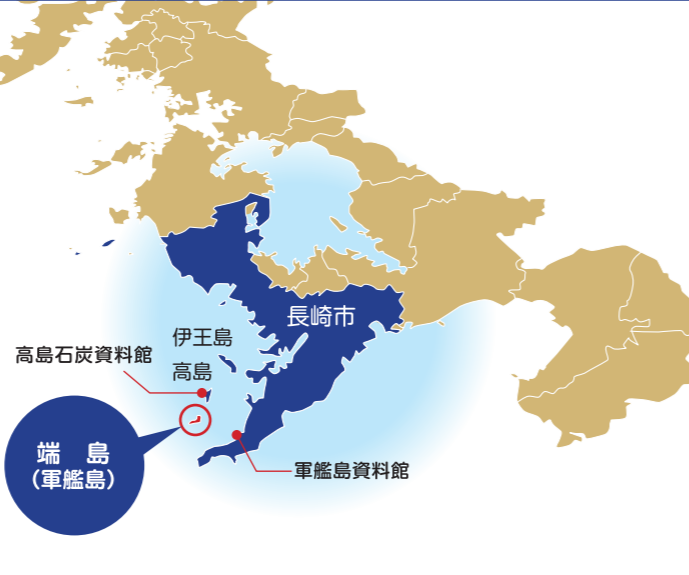 長崎市
伊王島
高島石炭資料館
高島
端 島
（軍艦島）
軍艦島資料館